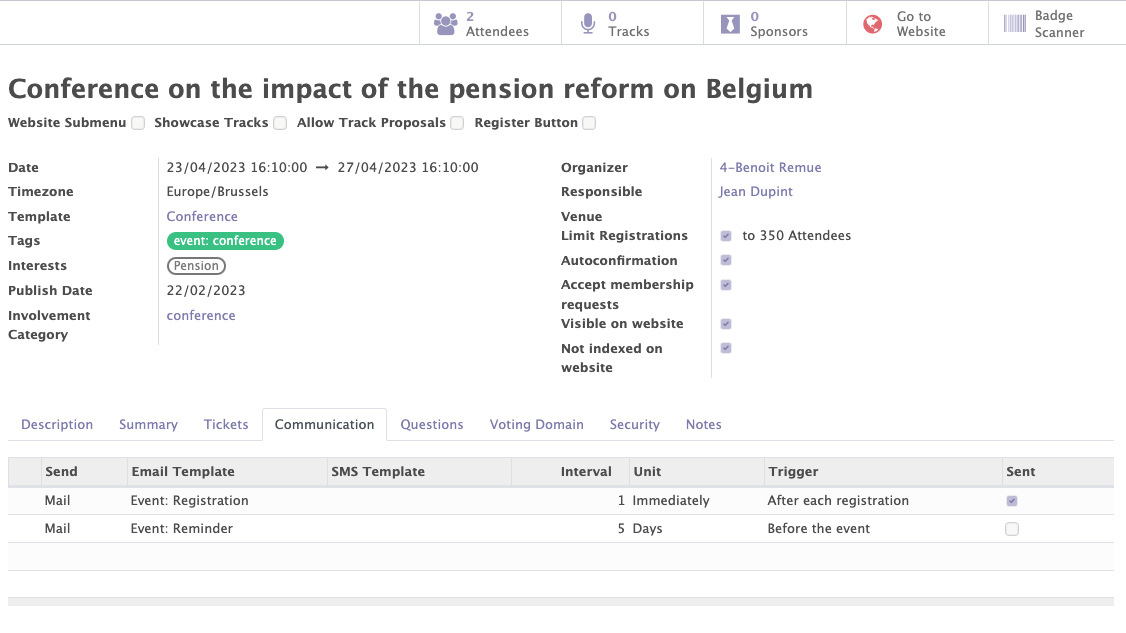 2 Attendees
0 Tracks
0 Sponsors
Go to Website
Badge Scanner
Conference on the impact of the pension reform on Belgium
Website Submenu Showcase Tracks Allow Track Proposals Register Button
Date 23/04/2023 16:10:00 → 27/04/2023 16:10:00
Timezone Europe/Brussels
Template Conference
Tags event: conference
Interests Pension
Publish Date 22/02/2023
Involvement Category conference
Organizer 4-Benoit Remue
Responsible Jean Dupint
Venue
Limit Registrations to 350 Attendees
Autoconfirmation
Accept membership requests
Visible on website
Not indexed on website
Description Summary Tickets Communication Questions Voting Domain Security Notes
Send Email Template SMS Template Interval Unit Trigger Sent
Mail Event: Registration 1 Immediately After each registration
Mail Event: Reminder 5 Days Before the event